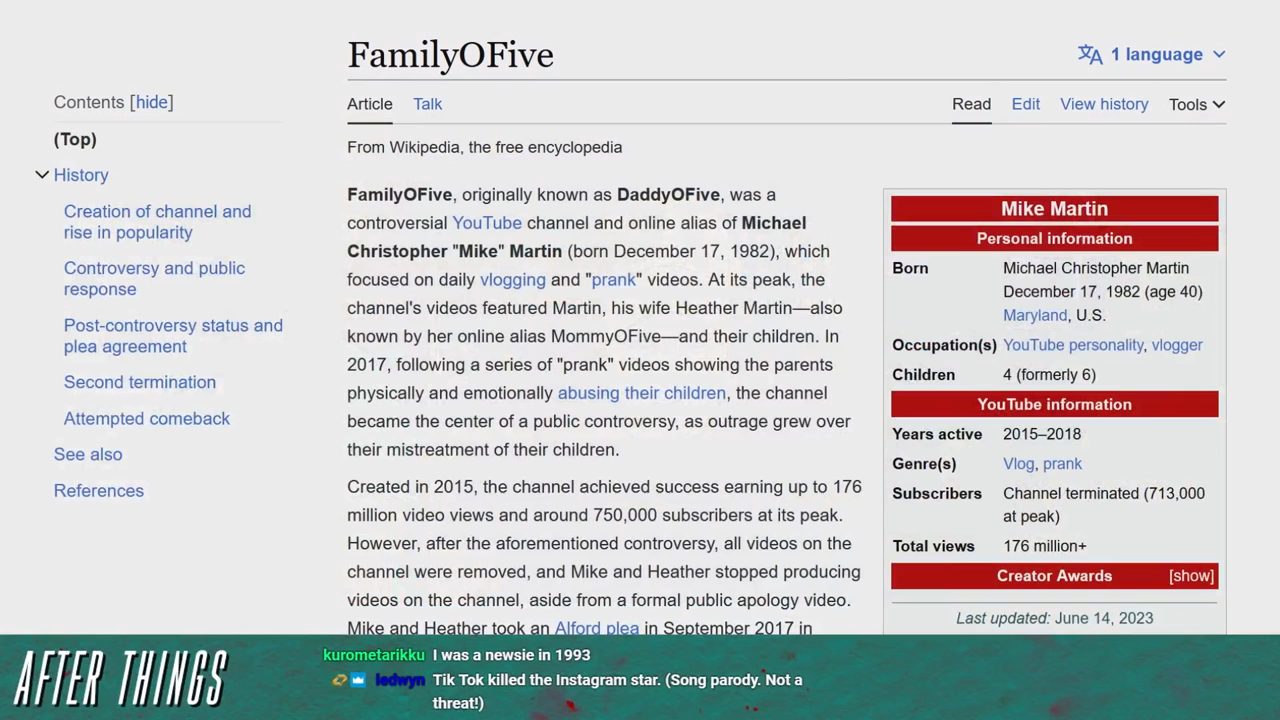 FamilyOFive
1 language
Contents [hide]
(Top)
History
Creation of channel and
rise in popularity
Controversy and public
response
Post-controversy status and
plea agreement
Second termination
Attempted comeback
See also
References
Article Talk
Read Edit View history Tools
From Wikipedia, the free encyclopedia
FamilyOFive, originally known as DaddyOFive, was a
controversial YouTube channel and online alias of Michael
Christopher "Mike" Martin (born December 17, 1982), which
focused on daily vlogging and "prank" videos. At its peak, the
channel's videos featured Martin, his wife Heather Martin—also
known by her online alias MommyOFive—and their children. In
2017, following a series of "prank" videos showing the parents
physically and emotionally abusing their children, the channel
became the center of a public controversy, as outrage grew over
their mistreatment of their children.
Created in 2015, the channel achieved success earning up to 176
million video views and around 750,000 subscribers at its peak.
However, after the aforementioned controversy, all videos on the
channel were removed, and Mike and Heather stopped producing
videos on the channel, aside from a formal public apology video.
Mike and Heather took an Alford plea in September 2017 in
Mike Martin
Personal information
Born Michael Christopher Martin
December 17, 1982 (age 40)
Maryland, U.S.
Occupation(s) YouTube personality, vlogger
Children 4 (formerly 6)
YouTube information
Years active 2015–2018
Genre(s) Vlog, prank
Subscribers Channel terminated (713,000
at peak)
Total views 176 million+
Creator Awards [show]
Last updated: June 14, 2023
AFTER THINGS
kurometarikku I was a newsie in 1993
ledwyn Tik Tok killed the Instagram star. (Song parody. Not a
threat!)